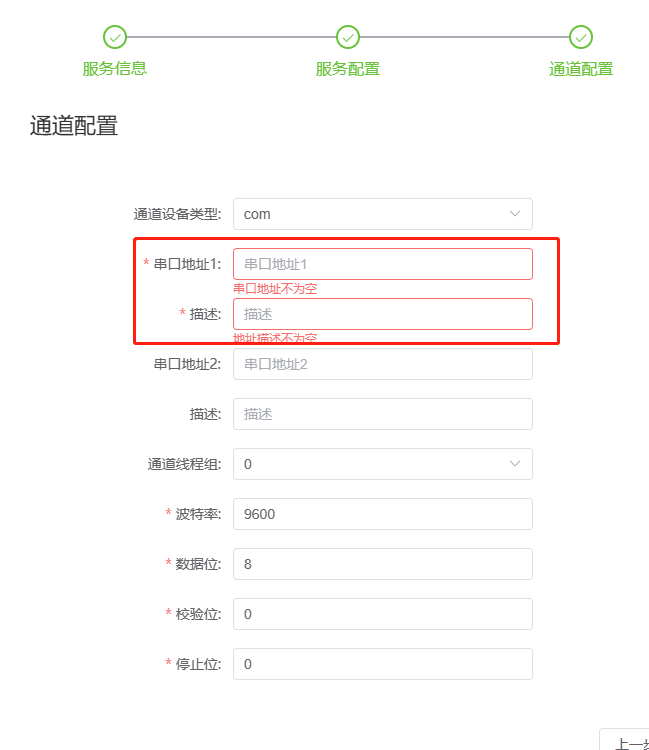 服务信息 服务配置 通道配置
通道配置
通道设备类型: com
* 串口地址1: 串口地址1
串口地址不为空
* 描述: 描述
地址描述不为空
串口地址2: 串口地址2
描述: 描述
通道线程组: 0
* 波特率: 9600
* 数据位: 8
* 校验位: 0
* 停止位: 0
上一步